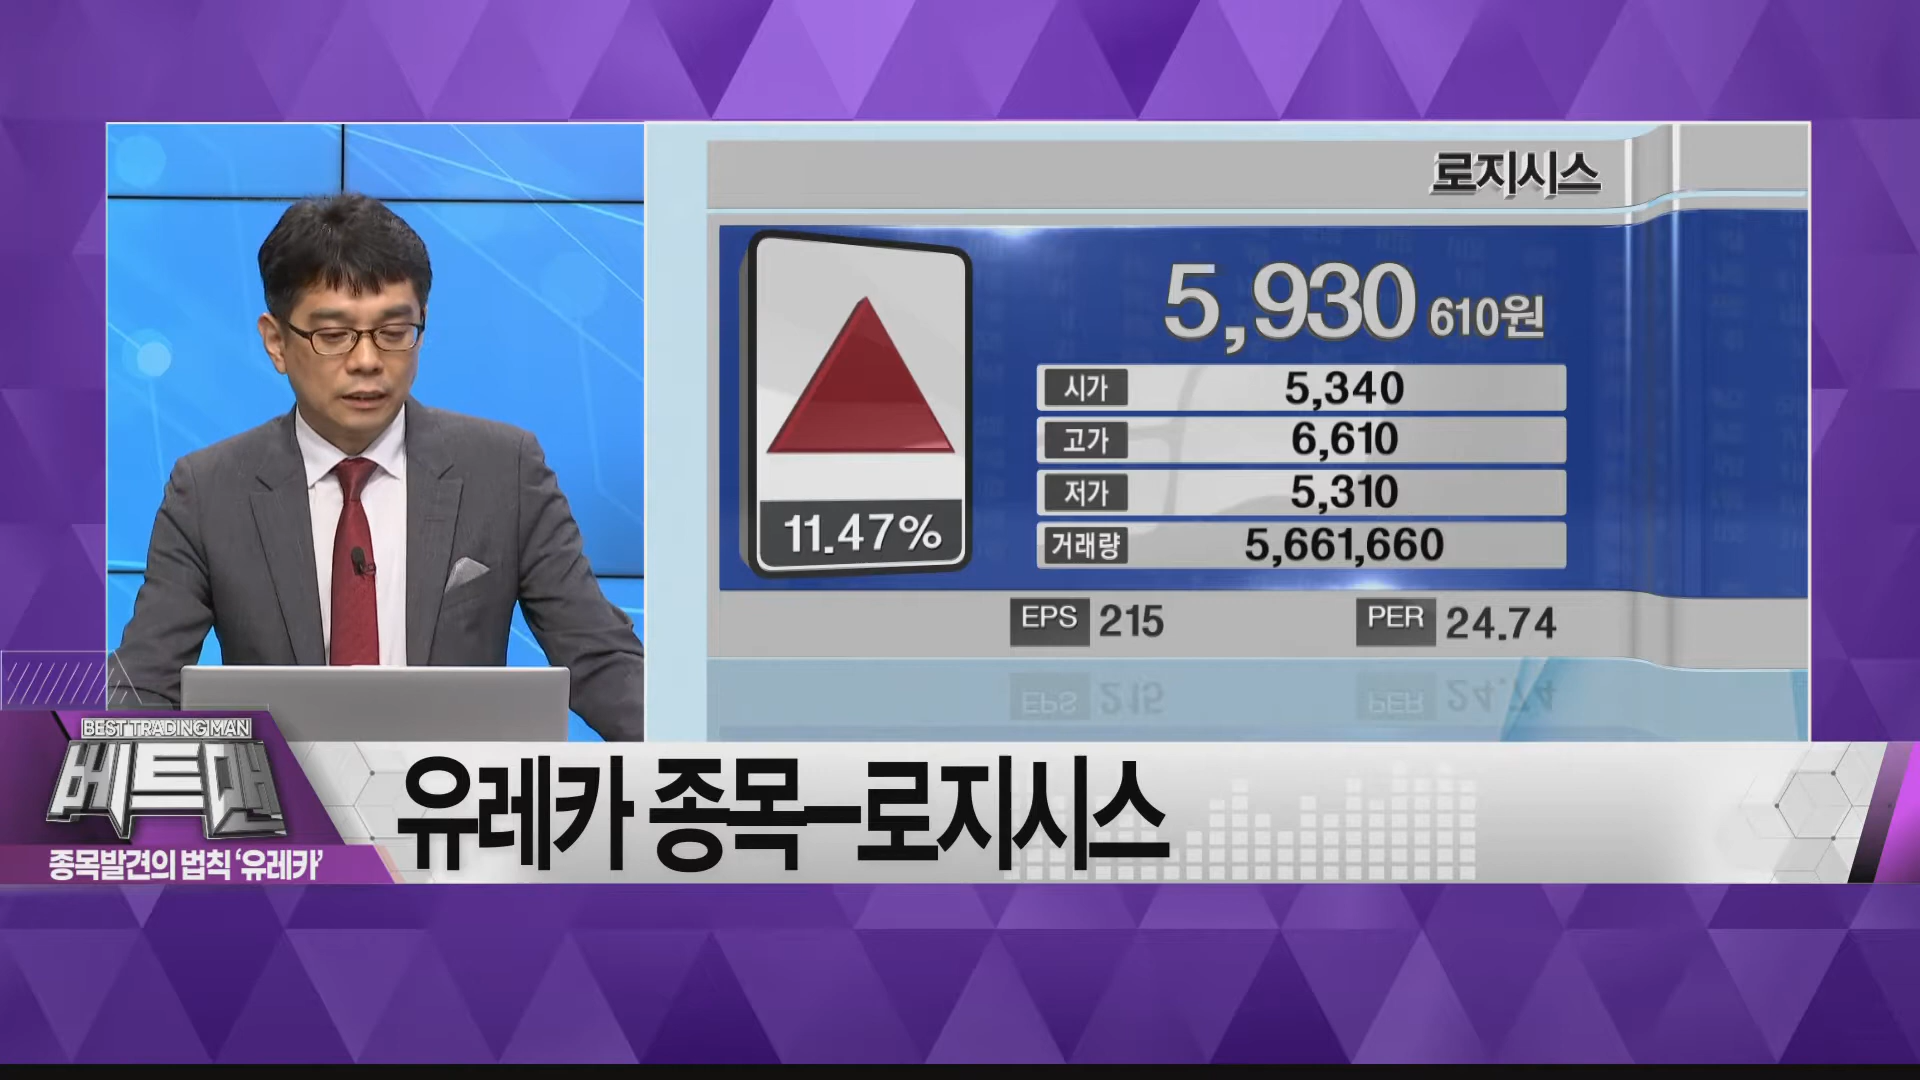 로지시스
5,930 610원
11.47%
시가 5,340
고가 6,610
저가 5,310
거래량 5,661,660
EPS 215 PER 24.74
BEST TRADING MAN
베트맨
종목발견의 법칙 '유레카'
유레카 종목-로지시스